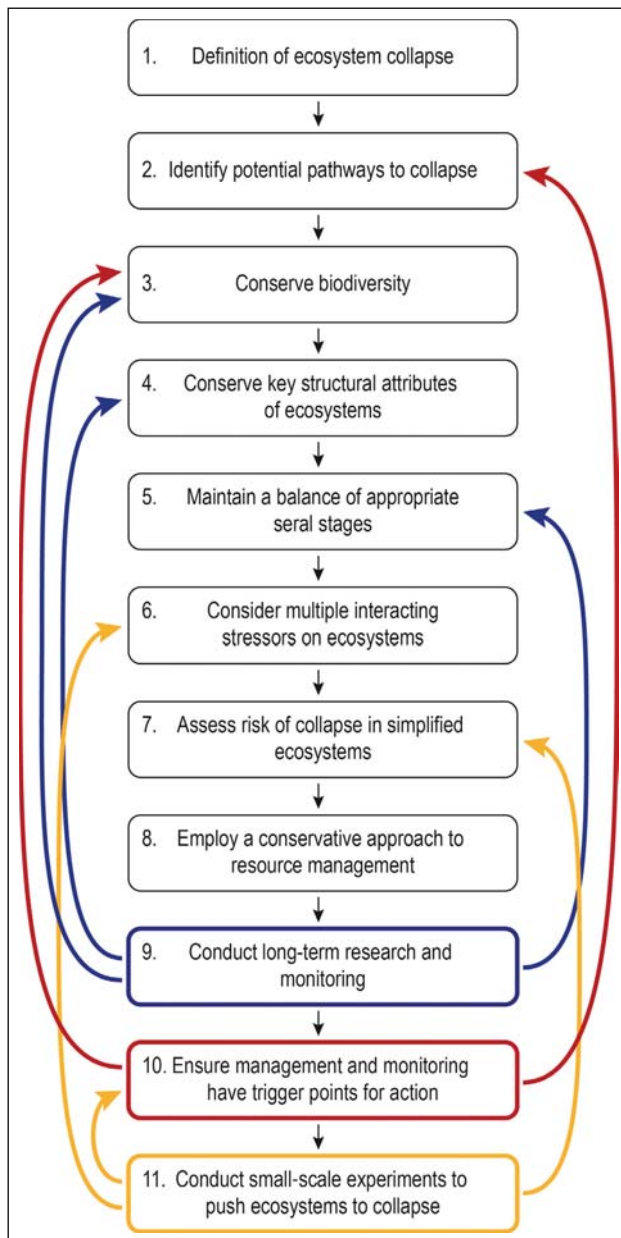 1. Definition of ecosystem collapse
2. Identify potential pathways to collapse
3. Conserve biodiversity
4. Conserve key structural attributes
of ecosystems
5. Maintain a balance of appropriate
seral stages
6. Consider multiple interacting
stressors on ecosystems
7. Assess risk of collapse in simplified
ecosystems
8. Employ a conservative approach to
resource management
9. Conduct long-term research and
monitoring
10. Ensure management and monitoring
have trigger points for action
11. Conduct small-scale experiments to
push ecosystems to collapse